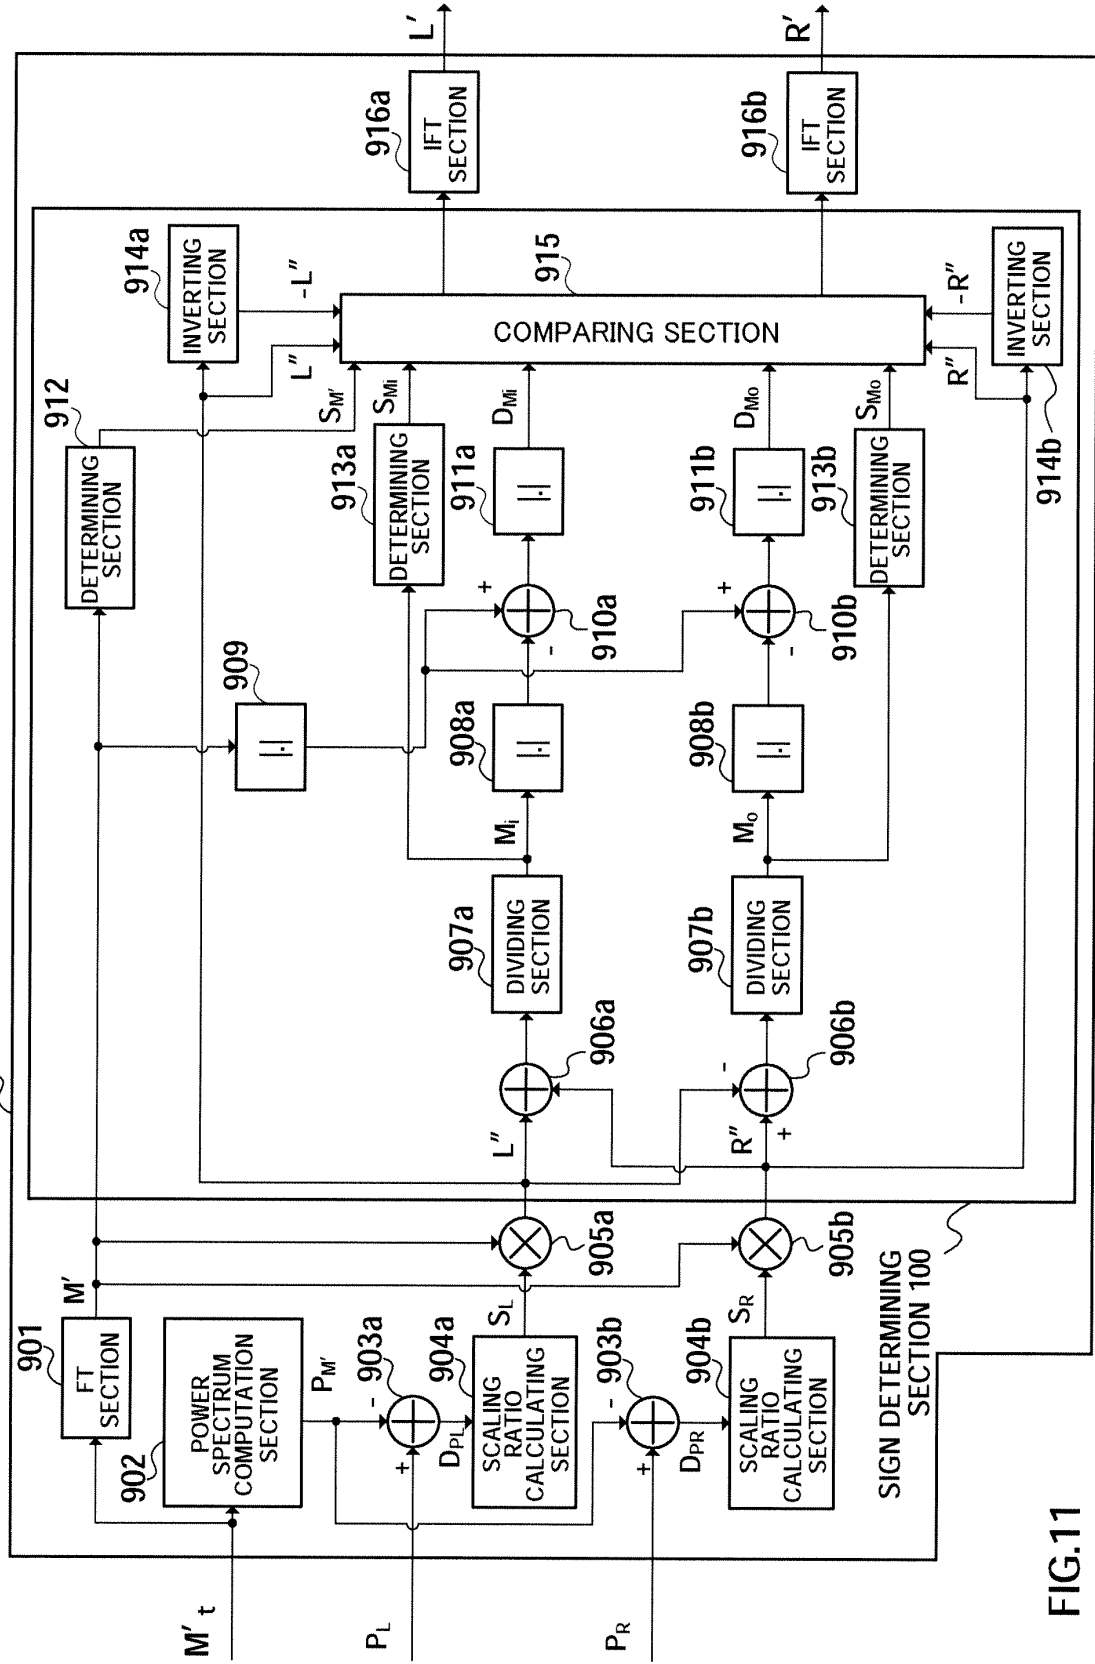 M′t
PL
PR
901
FT
SECTION
M′
902
POWER
SPECTRUM
COMPUTATION
SECTION
PM′
903a
-
+
DPL
904a
SCALING
RATIO
CALCULATING
SECTION
SL
903b
-
+
DPR
904b
SCALING
RATIO
CALCULATING
SECTION
SR
905a
905b
SIGN DETERMINING
SECTION 100
L″
R″
906a
906b
-
+
907a
DIVIDING
SECTION
Mi
907b
DIVIDING
SECTION
Mo
908a
|·|
908b
|·|
909
|·|
910a
+
-
910b
+
-
911a
|·|
DMi
911b
|·|
DMo
912
DETERMINING
SECTION
SM′
913a
DETERMINING
SECTION
SMi
913b
DETERMINING
SECTION
SMo
914a
INVERTING
SECTION
L″
-L″
914b
INVERTING
SECTION
R″
-R″
915
COMPARING SECTION
916a
IFT
SECTION
L′
916b
IFT
SECTION
R′
FIG.11